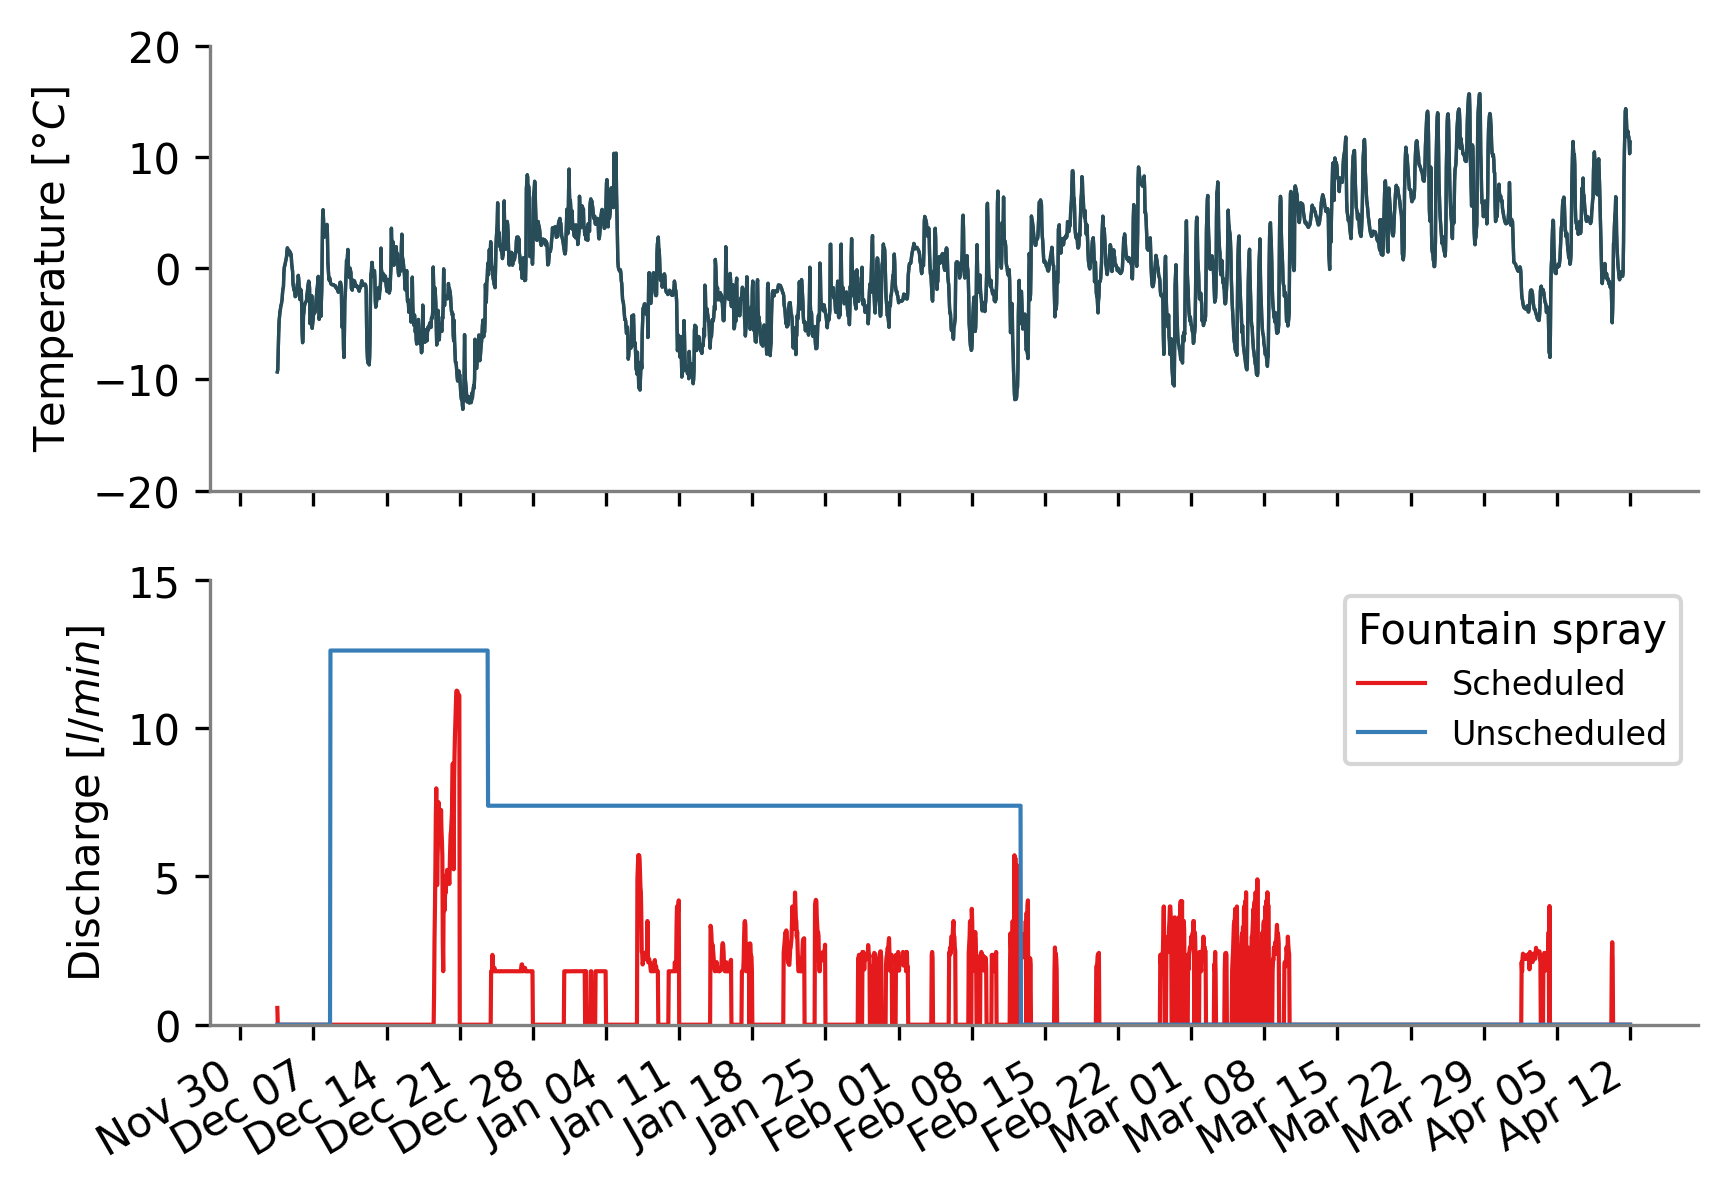 Temperature [°C]
20
10
0
−10
−20
Discharge [l/min]
15
10
5
0
Fountain spray
Scheduled
Unscheduled
Nov 30
Dec 07
Dec 14
Dec 21
Dec 28
Jan 04
Jan 11
Jan 18
Jan 25
Feb 01
Feb 08
Feb 15
Feb 22
Mar 01
Mar 08
Mar 15
Mar 22
Mar 29
Apr 05
Apr 12